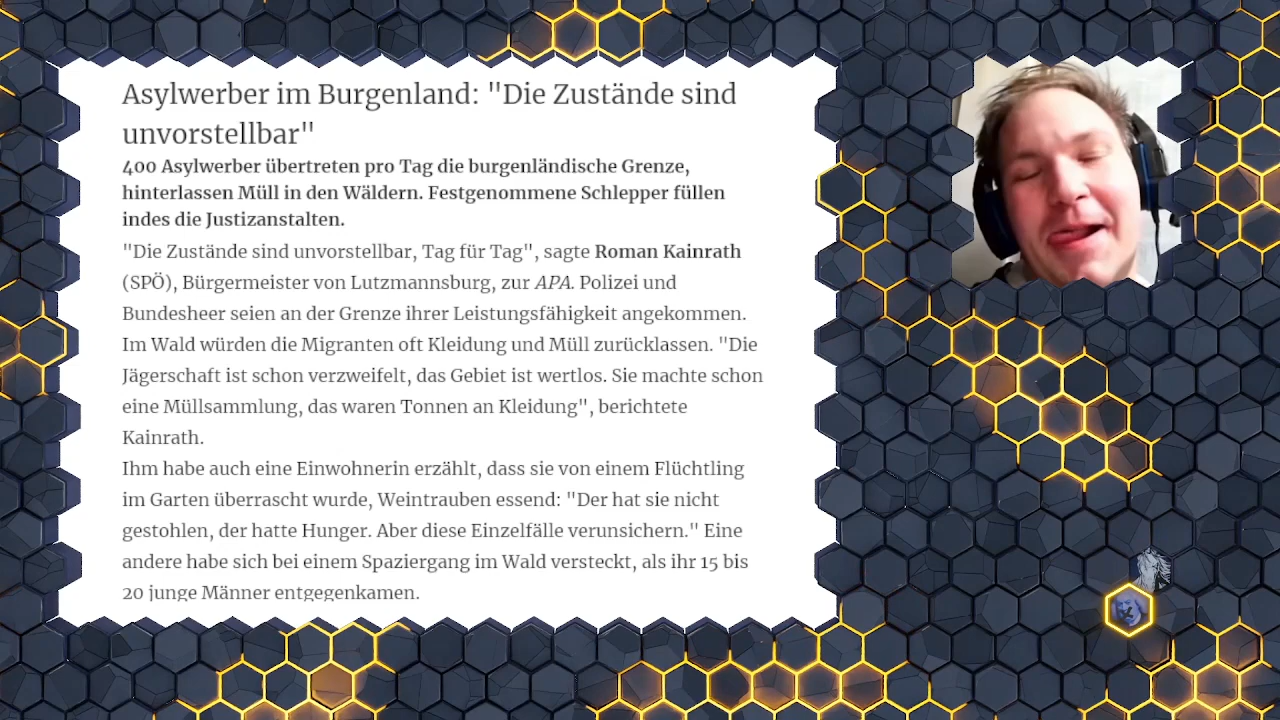 Asylwerber im Burgenland: "Die Zustände sind
unvorstellbar"
400 Asylwerber übertreten pro Tag die burgenländische Grenze,
hinterlassen Müll in den Wäldern. Festgenommene Schlepper füllen
indes die Justizanstalten.
"Die Zustände sind unvorstellbar, Tag für Tag", sagte Roman Kainrath
(SPÖ), Bürgermeister von Lutzmannsburg, zur APA. Polizei und
Bundesheer seien an der Grenze ihrer Leistungsfähigkeit angekommen.
Im Wald würden die Migranten oft Kleidung und Müll zurücklassen. "Die
Jägerschaft ist schon verzweifelt, das Gebiet ist wertlos. Sie machte schon
eine Müllsammlung, das waren Tonnen an Kleidung", berichtete
Kainrath.
Ihm habe auch eine Einwohnerin erzählt, dass sie von einem Flüchtling
im Garten überrascht wurde, Weintrauben essend: "Der hat sie nicht
gestohlen, der hatte Hunger. Aber diese Einzelfälle verunsichern." Eine
andere habe sich bei einem Spaziergang im Wald versteckt, als ihr 15 bis
20 junge Männer entgegenkamen.